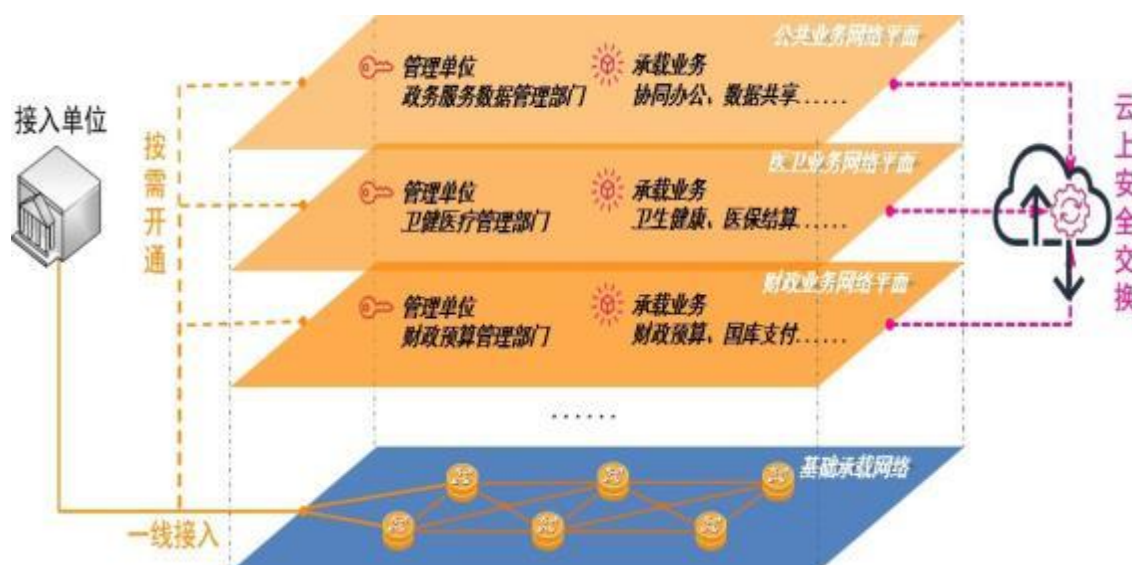 公共业务网络平面
管理单位
政务服务数据管理部门
承载业务
协同办公、数据共享......
接入单位
按需开通
医卫业务网络平面
管理单位
卫健医疗管理部门
承载业务
卫生健康、医保结算......
云上安全交换
财政业务网络平面
管理单位
财政预算管理部门
承载业务
财政预算、国库支付......
......
基础承载网络
一线接入